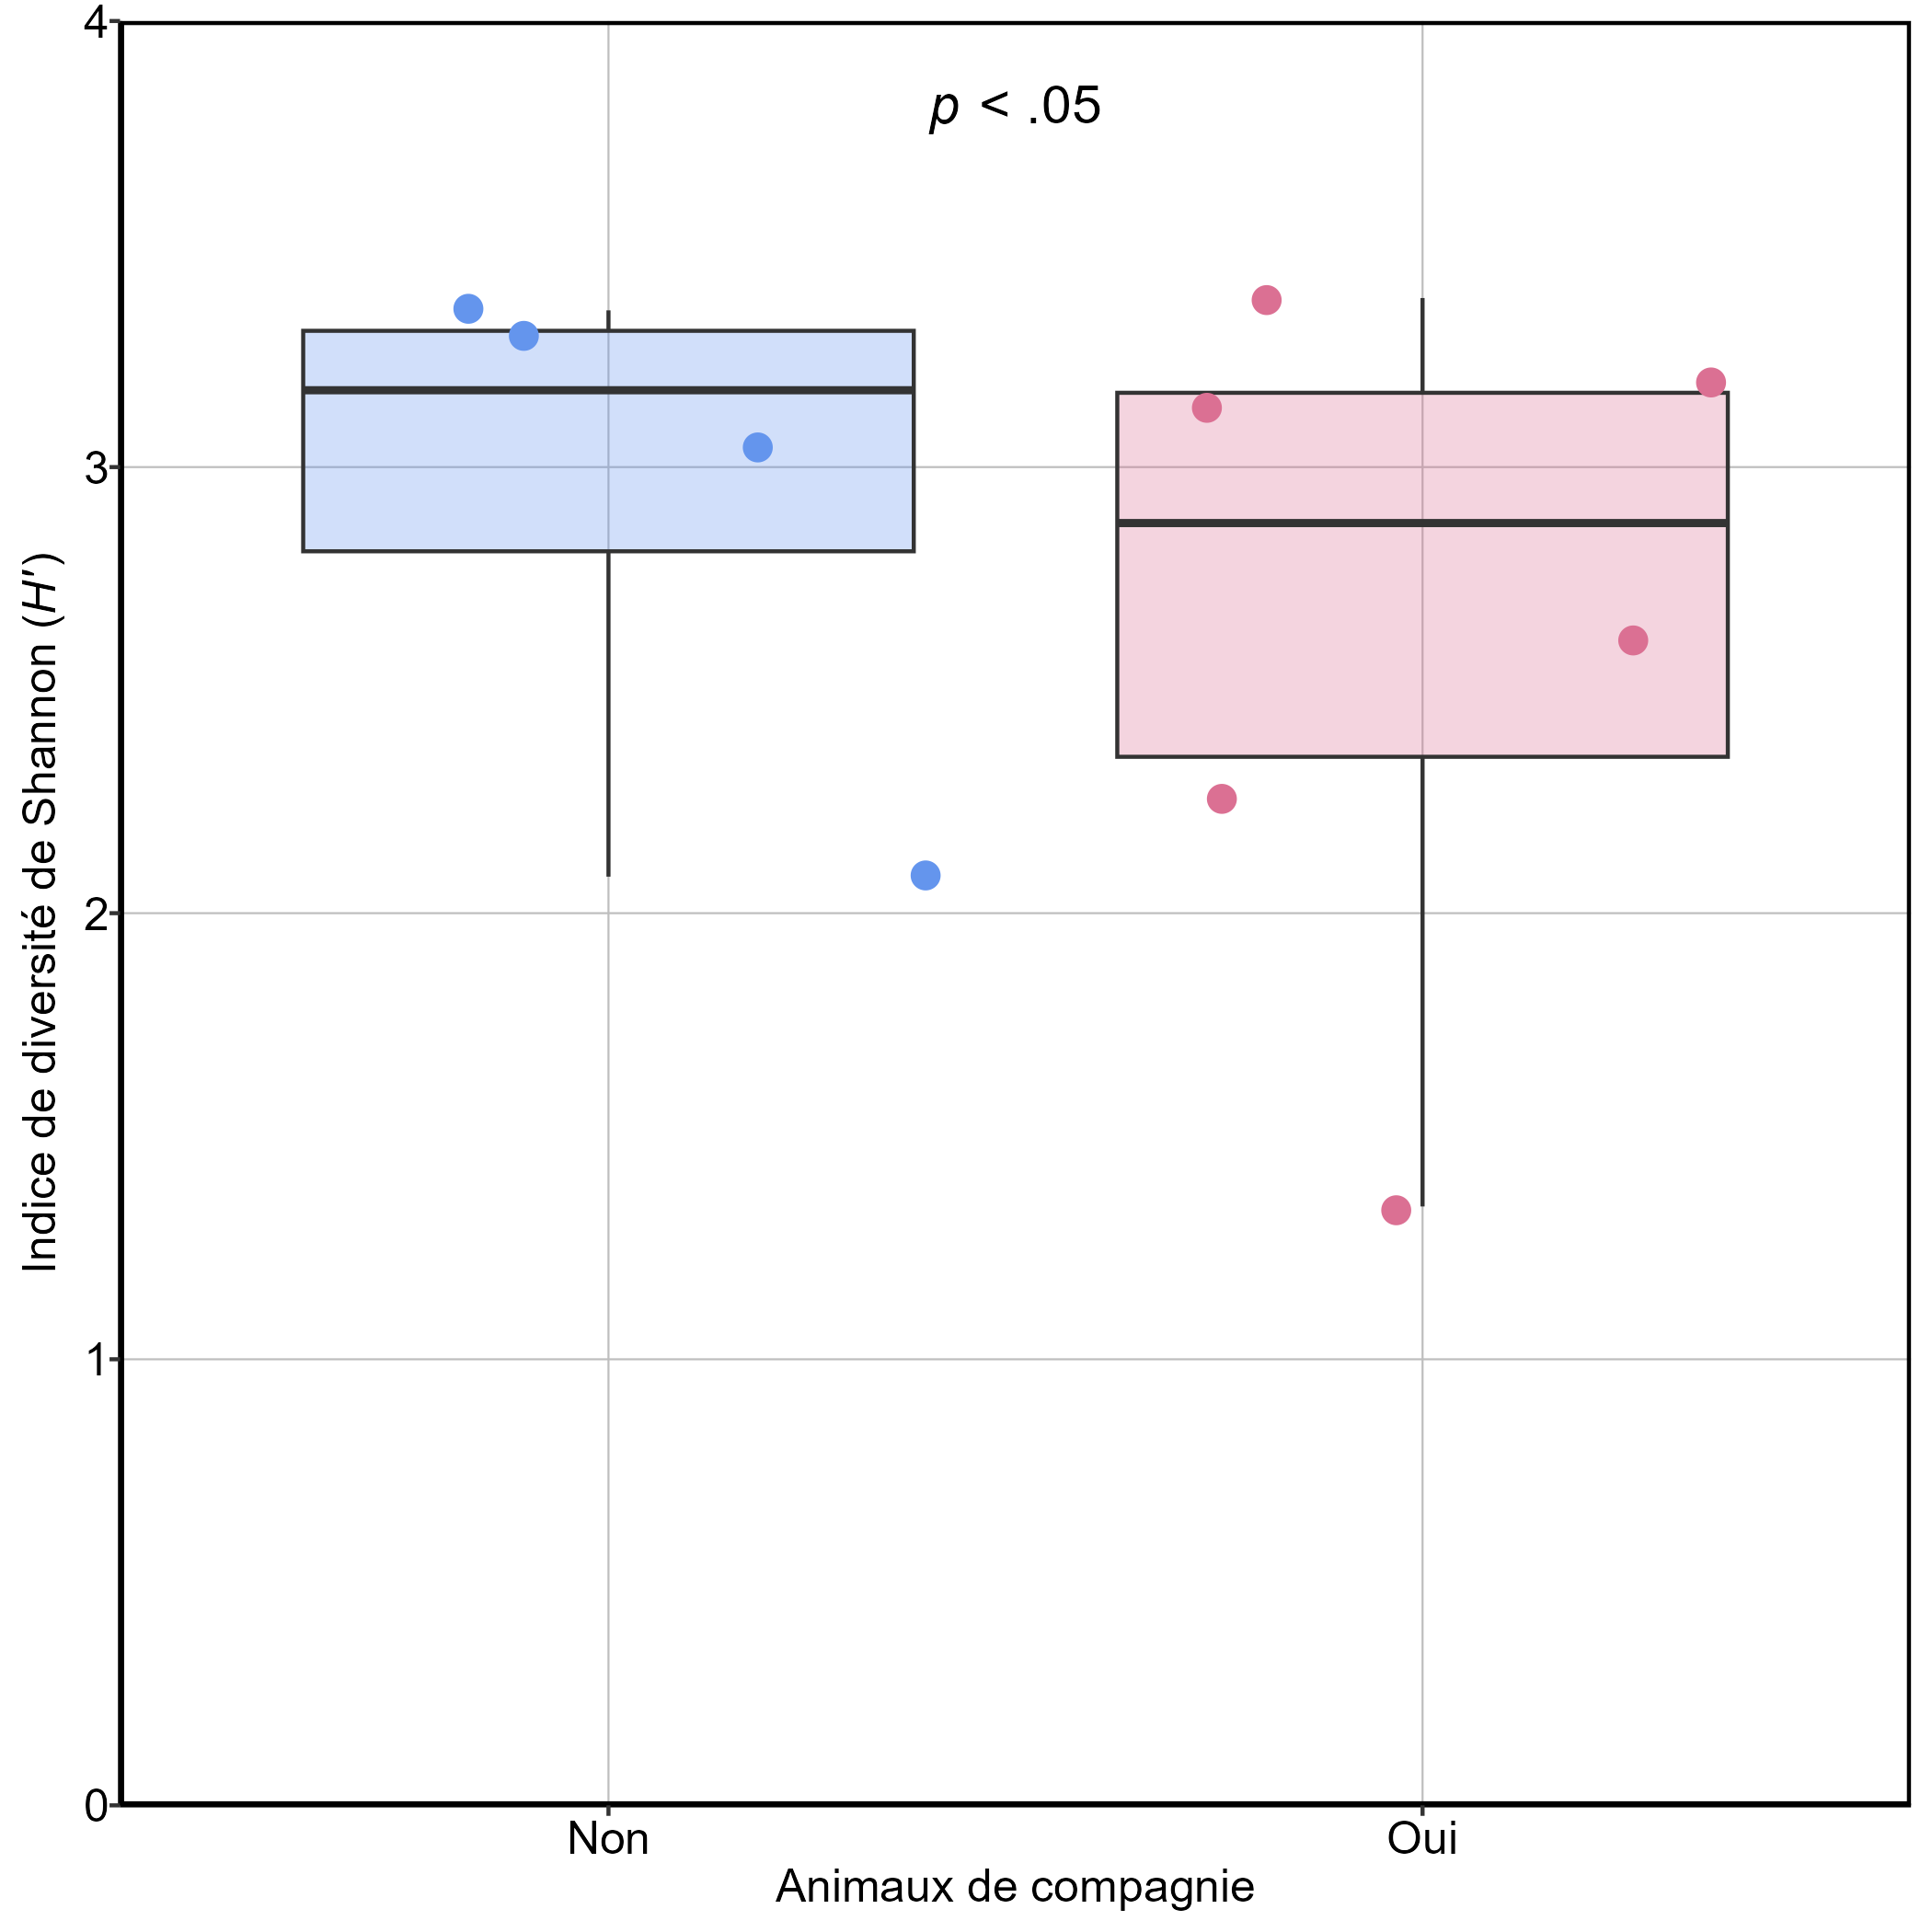 p < .05
Indice de diversité de Shannon (H')
4
3
2
1
0
Non
Oui
Animaux de compagnie